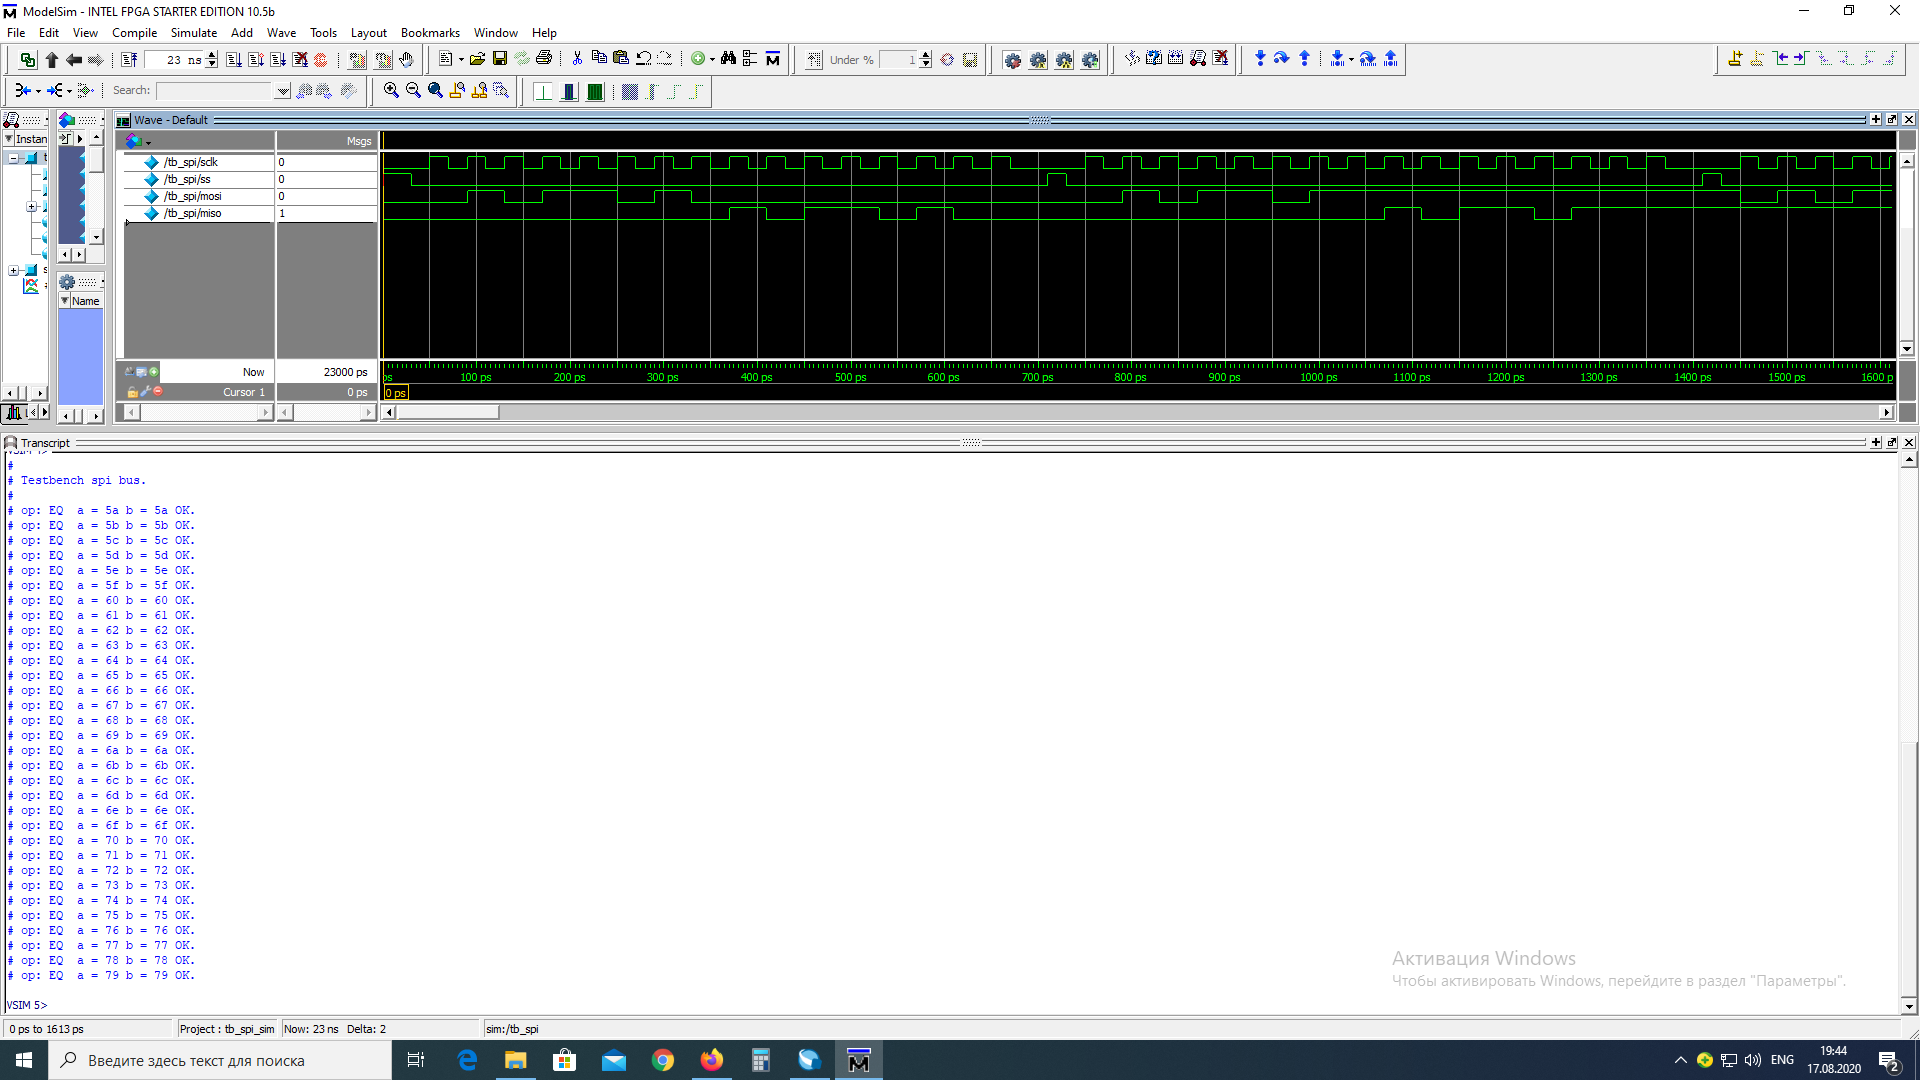 ModelSim - INTEL FPGA STARTER EDITION 10.5b
File Edit View Compile Simulate Add Wave Tools Layout Bookmarks Window Help
23 ns Under % 1
Search:
Wave - Default
Instan
Msgs
/tb_spi/sclk 0
/tb_spi/ss 0
/tb_spi/mosi 0
/tb_spi/miso 1
Name
Now 23000 ps
ps 100 ps 200 ps 300 ps 400 ps 500 ps 600 ps 700 ps 800 ps 900 ps 1000 ps 1100 ps 1200 ps 1300 ps 1400 ps 1500 ps 1600 p
Cursor 1 0 ps 0 ps
Transcript
#
# Testbench spi bus.
#
# op: EQ a = 5a b = 5a OK.
# op: EQ a = 5b b = 5b OK.
# op: EQ a = 5c b = 5c OK.
# op: EQ a = 5d b = 5d OK.
# op: EQ a = 5e b = 5e OK.
# op: EQ a = 5f b = 5f OK.
# op: EQ a = 60 b = 60 OK.
# op: EQ a = 61 b = 61 OK.
# op: EQ a = 62 b = 62 OK.
# op: EQ a = 63 b = 63 OK.
# op: EQ a = 64 b = 64 OK.
# op: EQ a = 65 b = 65 OK.
# op: EQ a = 66 b = 66 OK.
# op: EQ a = 67 b = 67 OK.
# op: EQ a = 68 b = 68 OK.
# op: EQ a = 69 b = 69 OK.
# op: EQ a = 6a b = 6a OK.
# op: EQ a = 6b b = 6b OK.
# op: EQ a = 6c b = 6c OK.
# op: EQ a = 6d b = 6d OK.
# op: EQ a = 6e b = 6e OK.
# op: EQ a = 6f b = 6f OK.
# op: EQ a = 70 b = 70 OK.
# op: EQ a = 71 b = 71 OK.
# op: EQ a = 72 b = 72 OK.
# op: EQ a = 73 b = 73 OK.
# op: EQ a = 74 b = 74 OK.
# op: EQ a = 75 b = 75 OK.
# op: EQ a = 76 b = 76 OK.
# op: EQ a = 77 b = 77 OK.
# op: EQ a = 78 b = 78 OK.
# op: EQ a = 79 b = 79 OK.
VSIM 5>
Активация Windows
Чтобы активировать Windows, перейдите в раздел "Параметры".
0 ps to 1613 ps Project : tb_spi_sim Now: 23 ns Delta: 2 sim:/tb_spi
Введите здесь текст для поиска
ENG
19:44
17.08.2020
2